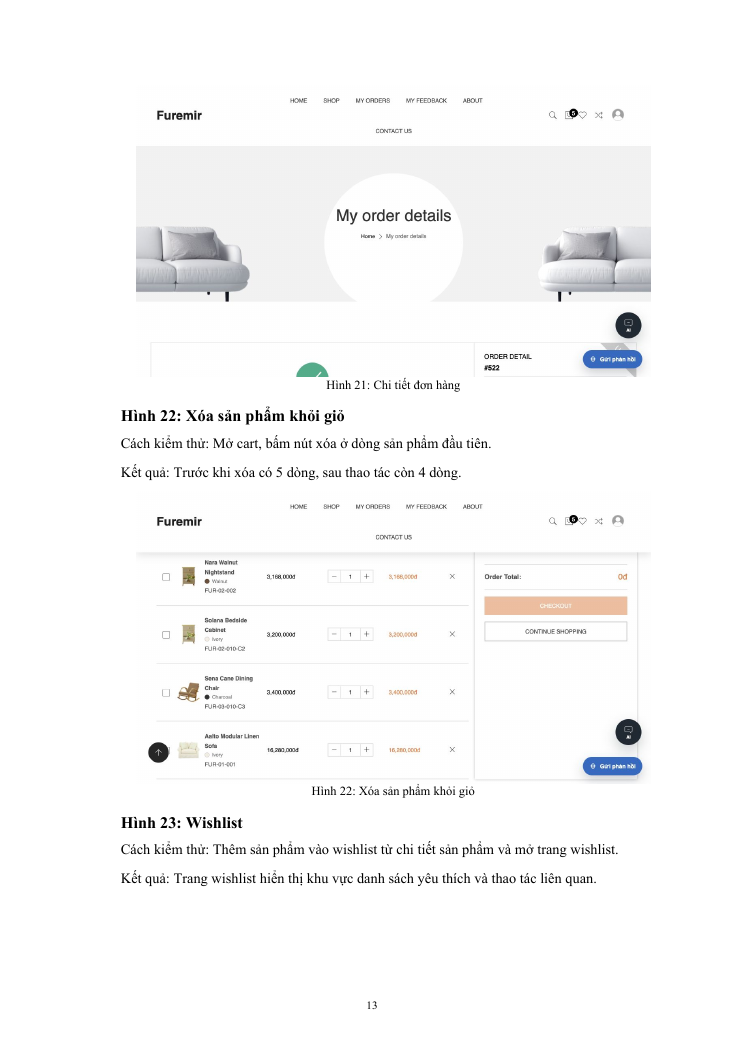 HOME SHOP MY ORDERS MY FEEDBACK ABOUT
Furemir
CONTACT US
My order details
Home > My order details
AI
ORDER DETAIL
#522
Gửi phản hồi
Hình 21: Chi tiết đơn hàng
Hình 22: Xóa sản phẩm khỏi giỏ
Cách kiểm thử: Mở cart, bấm nút xóa ở dòng sản phẩm đầu tiên.
Kết quả: Trước khi xóa có 5 dòng, sau thao tác còn 4 dòng.
HOME SHOP MY ORDERS MY FEEDBACK ABOUT
Furemir
CONTACT US
Nara Walnut
Nightstand
Walnut
FUR-02-002
3,168,000đ 1 3,168,000đ
Solena Bedside
Cabinet
Ivory
FUR-02-010-C2
3,200,000đ 1 3,200,000đ
Sena Cane Dining
Chair
Charcoal
FUR-03-010-C3
3,400,000đ 1 3,400,000đ
Aalto Modular Linen
Sofa
Ivory
FUR-01-001
16,280,000đ 1 16,280,000đ
Order Total: 0đ
CHECKOUT
CONTINUE SHOPPING
AI
Gửi phản hồi
Hình 22: Xóa sản phẩm khỏi giỏ
Hình 23: Wishlist
Cách kiểm thử: Thêm sản phẩm vào wishlist từ chi tiết sản phẩm và mở trang wishlist.
Kết quả: Trang wishlist hiển thị khu vực danh sách yêu thích và thao tác liên quan.
13